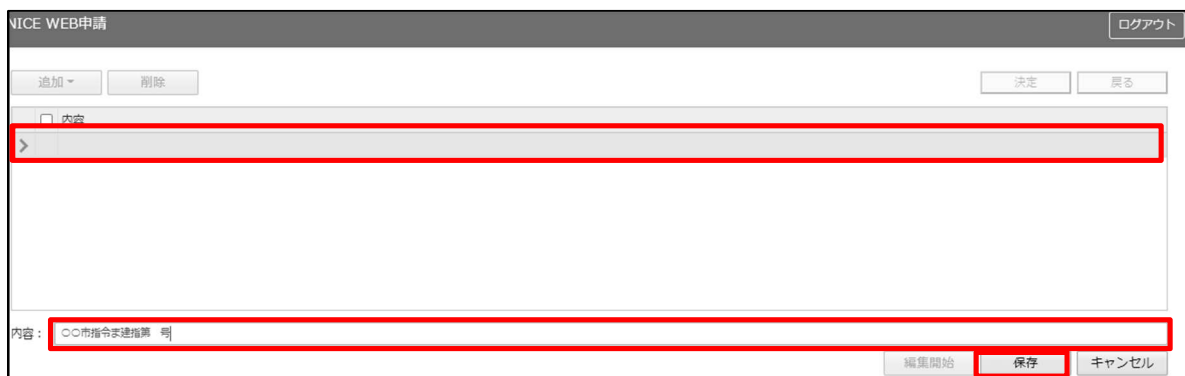 NICE WEB申請 ログアウト
追加 削除 決定 戻る
内容
内容： 〇〇市指令ま建指第　号
編集開始 保存 キャンセル